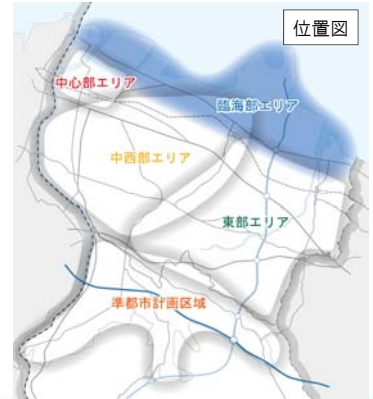 位置図
中心部エリア
臨海部エリア
中西部エリア
東部エリア
準都市計画区域